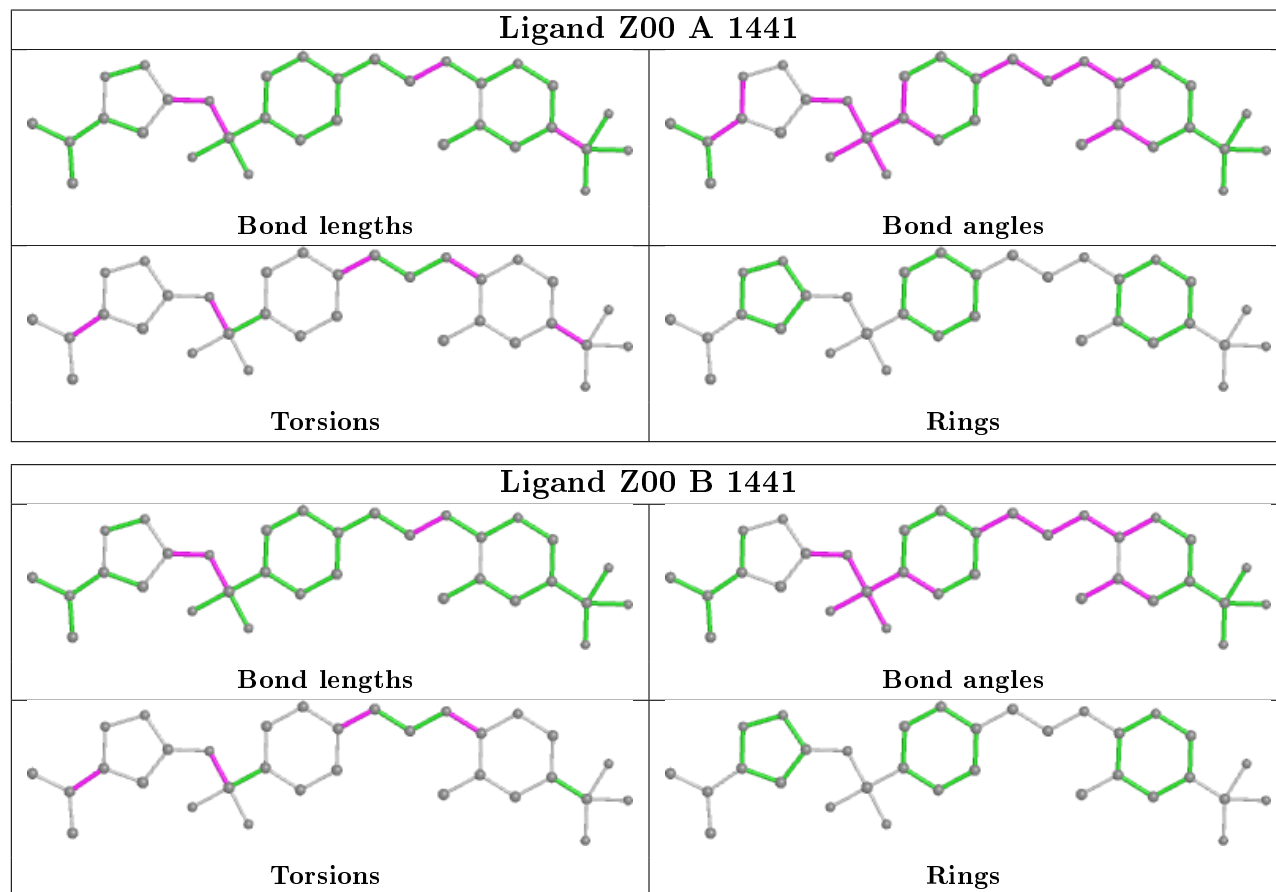 Ligand Z00 A 1441
Bond lengths
Bond angles
Torsions
Rings
Ligand Z00 B 1441
Bond lengths
Bond angles
Torsions
Rings